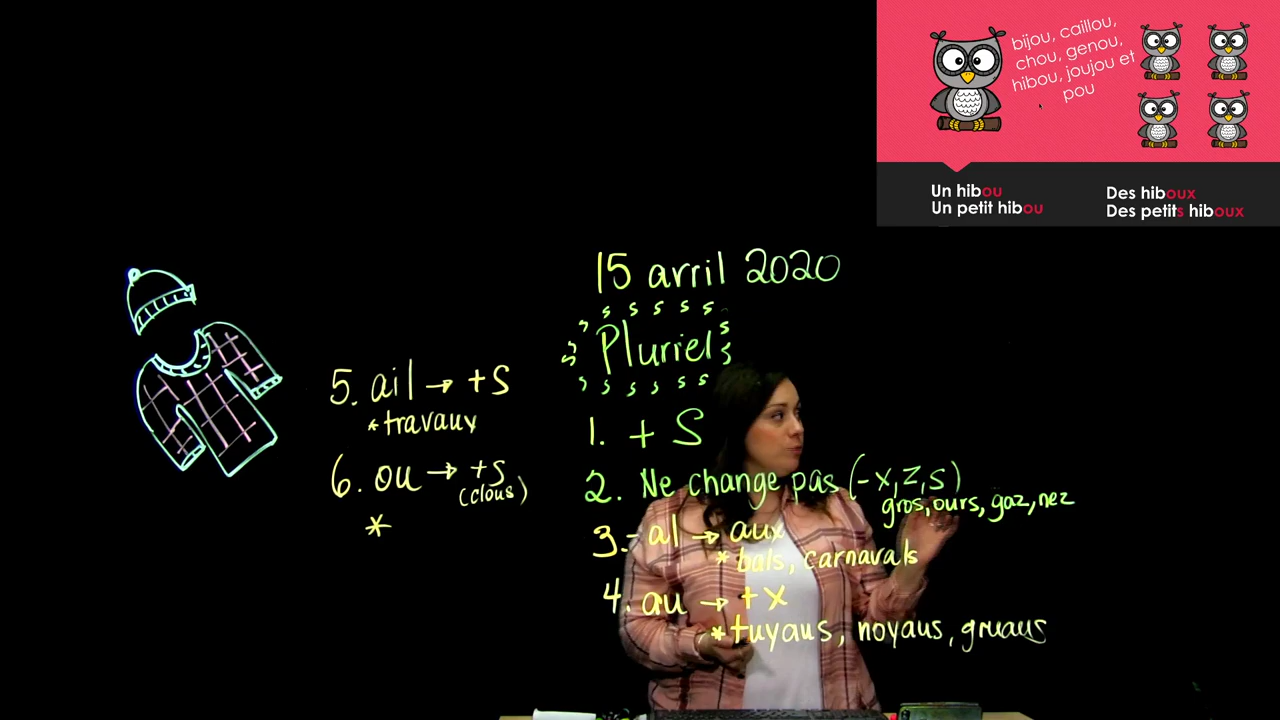 bijou, caillou,
chou, genou,
hibou, joujou et
pou
Un hibou
Un petit hibou
Des hiboux
Des petits hiboux
15 avril 2020
s s s s s
s Pluriel s
s s s s s s
1. + S
2. Ne change pas (-x, z, s)
gros, ours, gaz, nez
3. -al → aux
* bals, carnavals
4. au → +x
* tuyaus, noyaus, gruaus
5. ail → +s
* travaux
6. ou → +s
(clous)
*